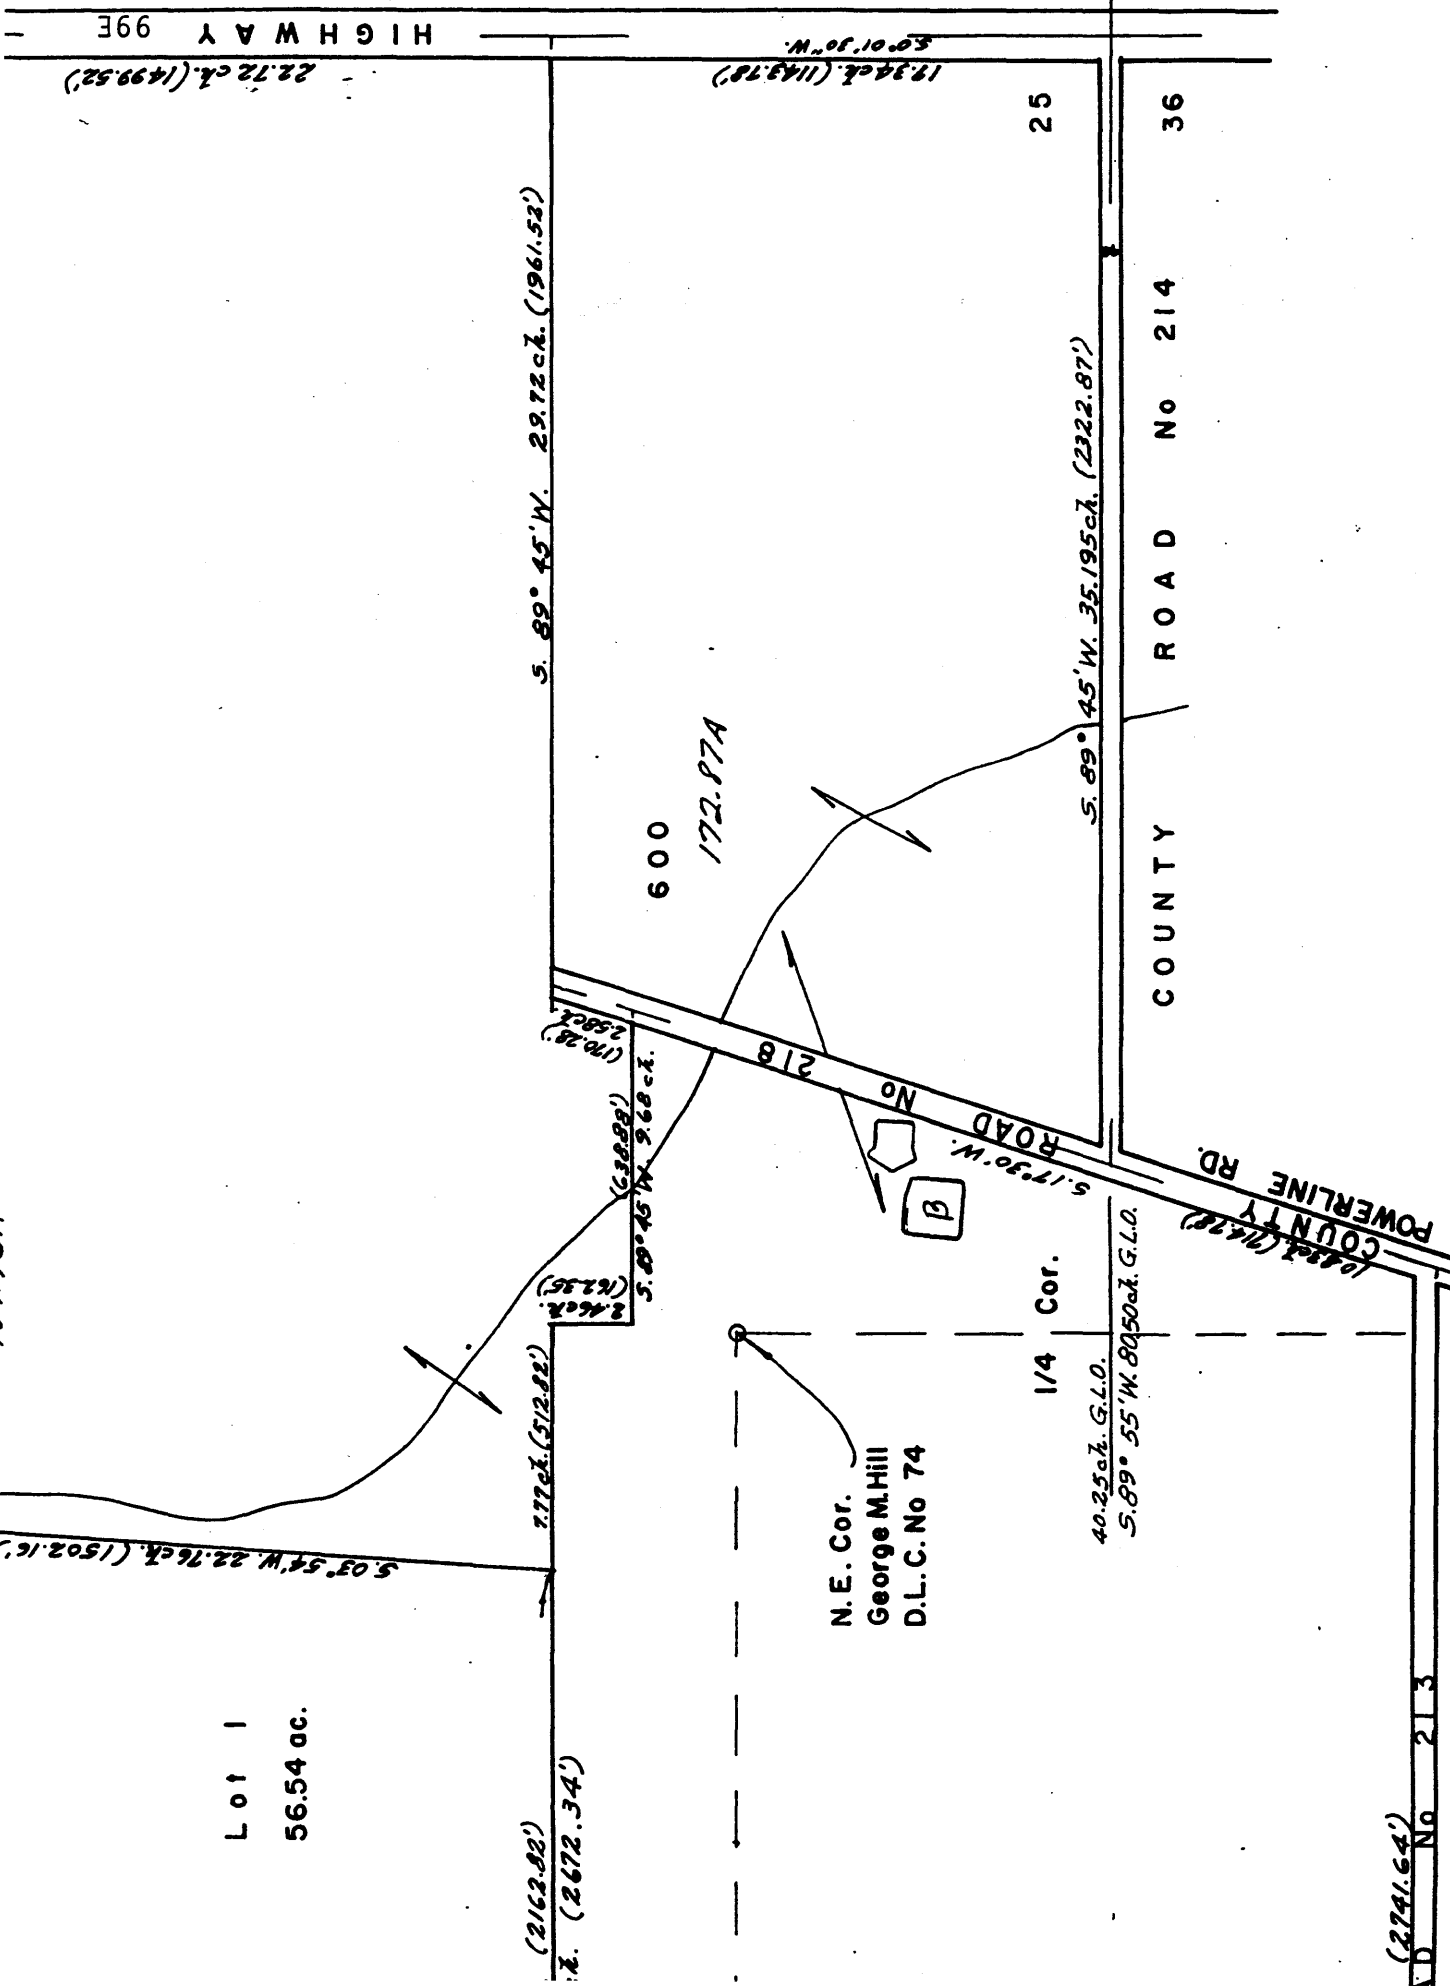 HIGHWAY 99E
22.72 ch. (1499.52')
S.0°01'30"W.
17.34 ch. (1143.78')
25
36
S. 89° 45' W. 29.72 ch. (1961.52')
600
172.87A
S. 89° 45' W. 35.195 ch. (2322.87')
COUNTY ROAD No 214
2.58 ch.
(170.28')
(638.88')
S. 89° 45' W. 9.68 ch.
2.46 ch.
(162.35')
7.77 ch. (512.82')
COUNTY ROAD No 218
S. 17° 30' W.
10.83 ch. (714.78')
POWERLINE RD.
B
1/4 Cor.
40.25 ch. G.L.O.
S. 89° 55' W. 80.50 ch. G.L.O.
N.E. Cor.
George M. Hill
D.L.C. No 74
S. 03° 54' W. 22.76 ch. (1502.16')
Lot 1
56.54 ac.
(2162.82')
(2672.34')
(2741.64')
No 213